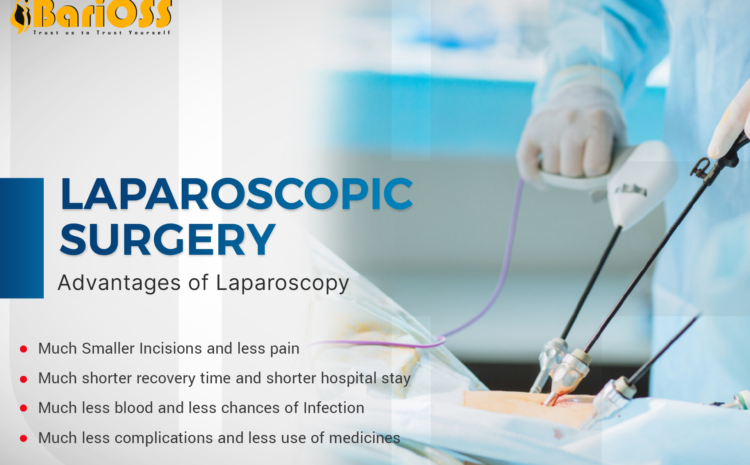 BariOSS
Trust us to Trust Yourself
LAPAROSCOPIC
SURGERY
Advantages of Laparoscopy
Much Smaller Incisions and less pain
Much shorter recovery time and shorter hospital stay
Much less blood and less chances of Infection
Much less complications and less use of medicines